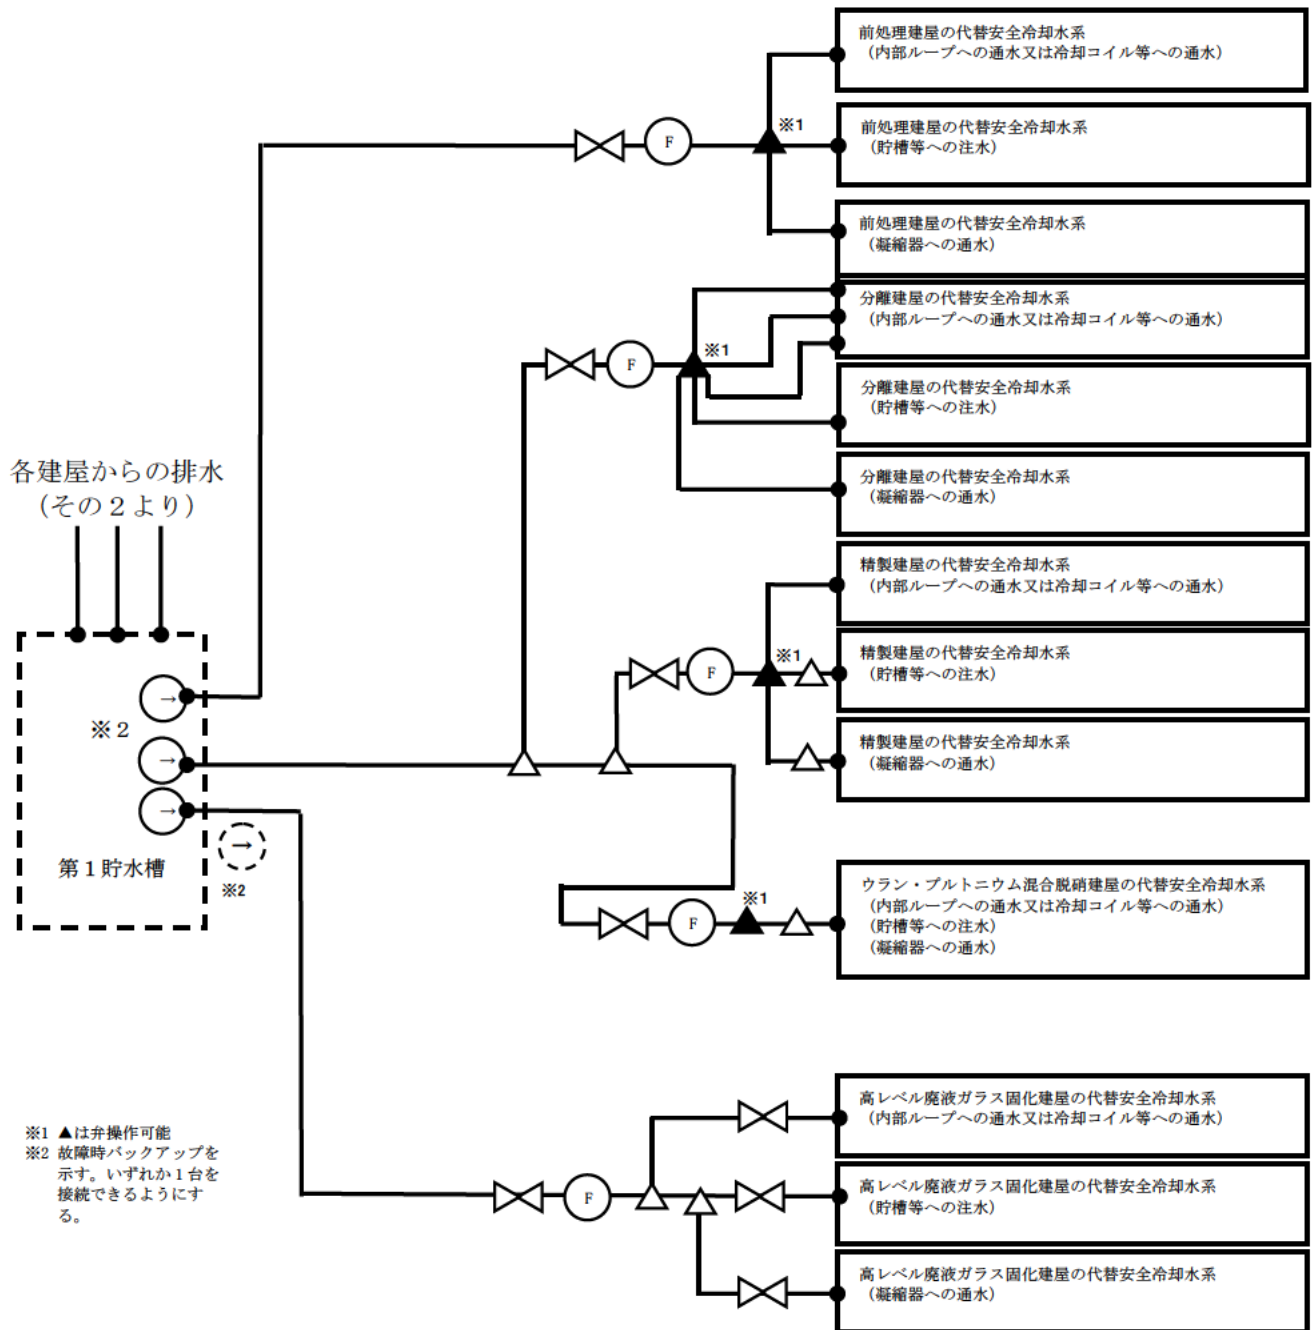 前処理建屋の代替安全冷却水系
（内部ループへの通水又は冷却コイル等への通水）
※1
F
前処理建屋の代替安全冷却水系
（貯槽等への注水）
前処理建屋の代替安全冷却水系
（凝縮器への通水）
分離建屋の代替安全冷却水系
（内部ループへの通水又は冷却コイル等への通水）
※1
F
分離建屋の代替安全冷却水系
（貯槽等への注水）
分離建屋の代替安全冷却水系
（凝縮器への通水）
各建屋からの排水
（その２より）
精製建屋の代替安全冷却水系
（内部ループへの通水又は冷却コイル等への通水）
※1
F
精製建屋の代替安全冷却水系
（貯槽等への注水）
精製建屋の代替安全冷却水系
（凝縮器への通水）
→
※２
→
→
→
※2
第１貯水槽
ウラン・プルトニウム混合脱硝建屋の代替安全冷却水系
（内部ループへの通水又は冷却コイル等への通水）
（貯槽等への注水）
（凝縮器への通水）
※1
F
高レベル廃液ガラス固化建屋の代替安全冷却水系
（内部ループへの通水又は冷却コイル等への通水）
F
高レベル廃液ガラス固化建屋の代替安全冷却水系
（貯槽等への注水）
高レベル廃液ガラス固化建屋の代替安全冷却水系
（凝縮器への通水）
※1 ▲は弁操作可能
※2 故障時バックアップを
示す。いずれか１台を
接続できるようにす
る。